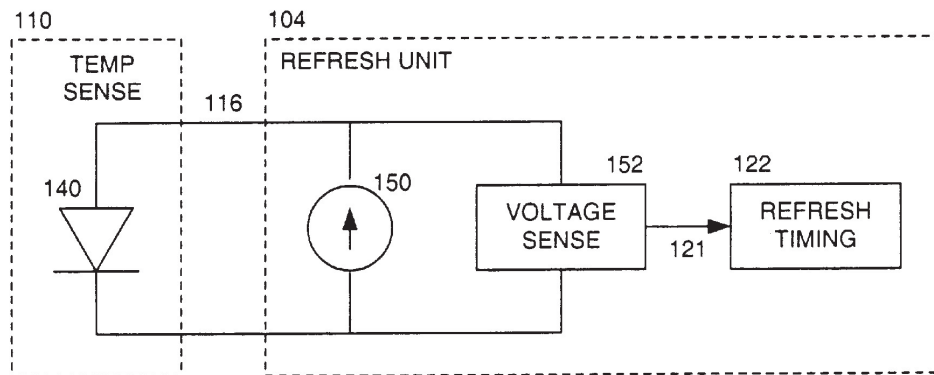 110
104
TEMP
SENSE
REFRESH UNIT
116
140
150
152
122
VOLTAGE
SENSE
REFRESH
TIMING
121